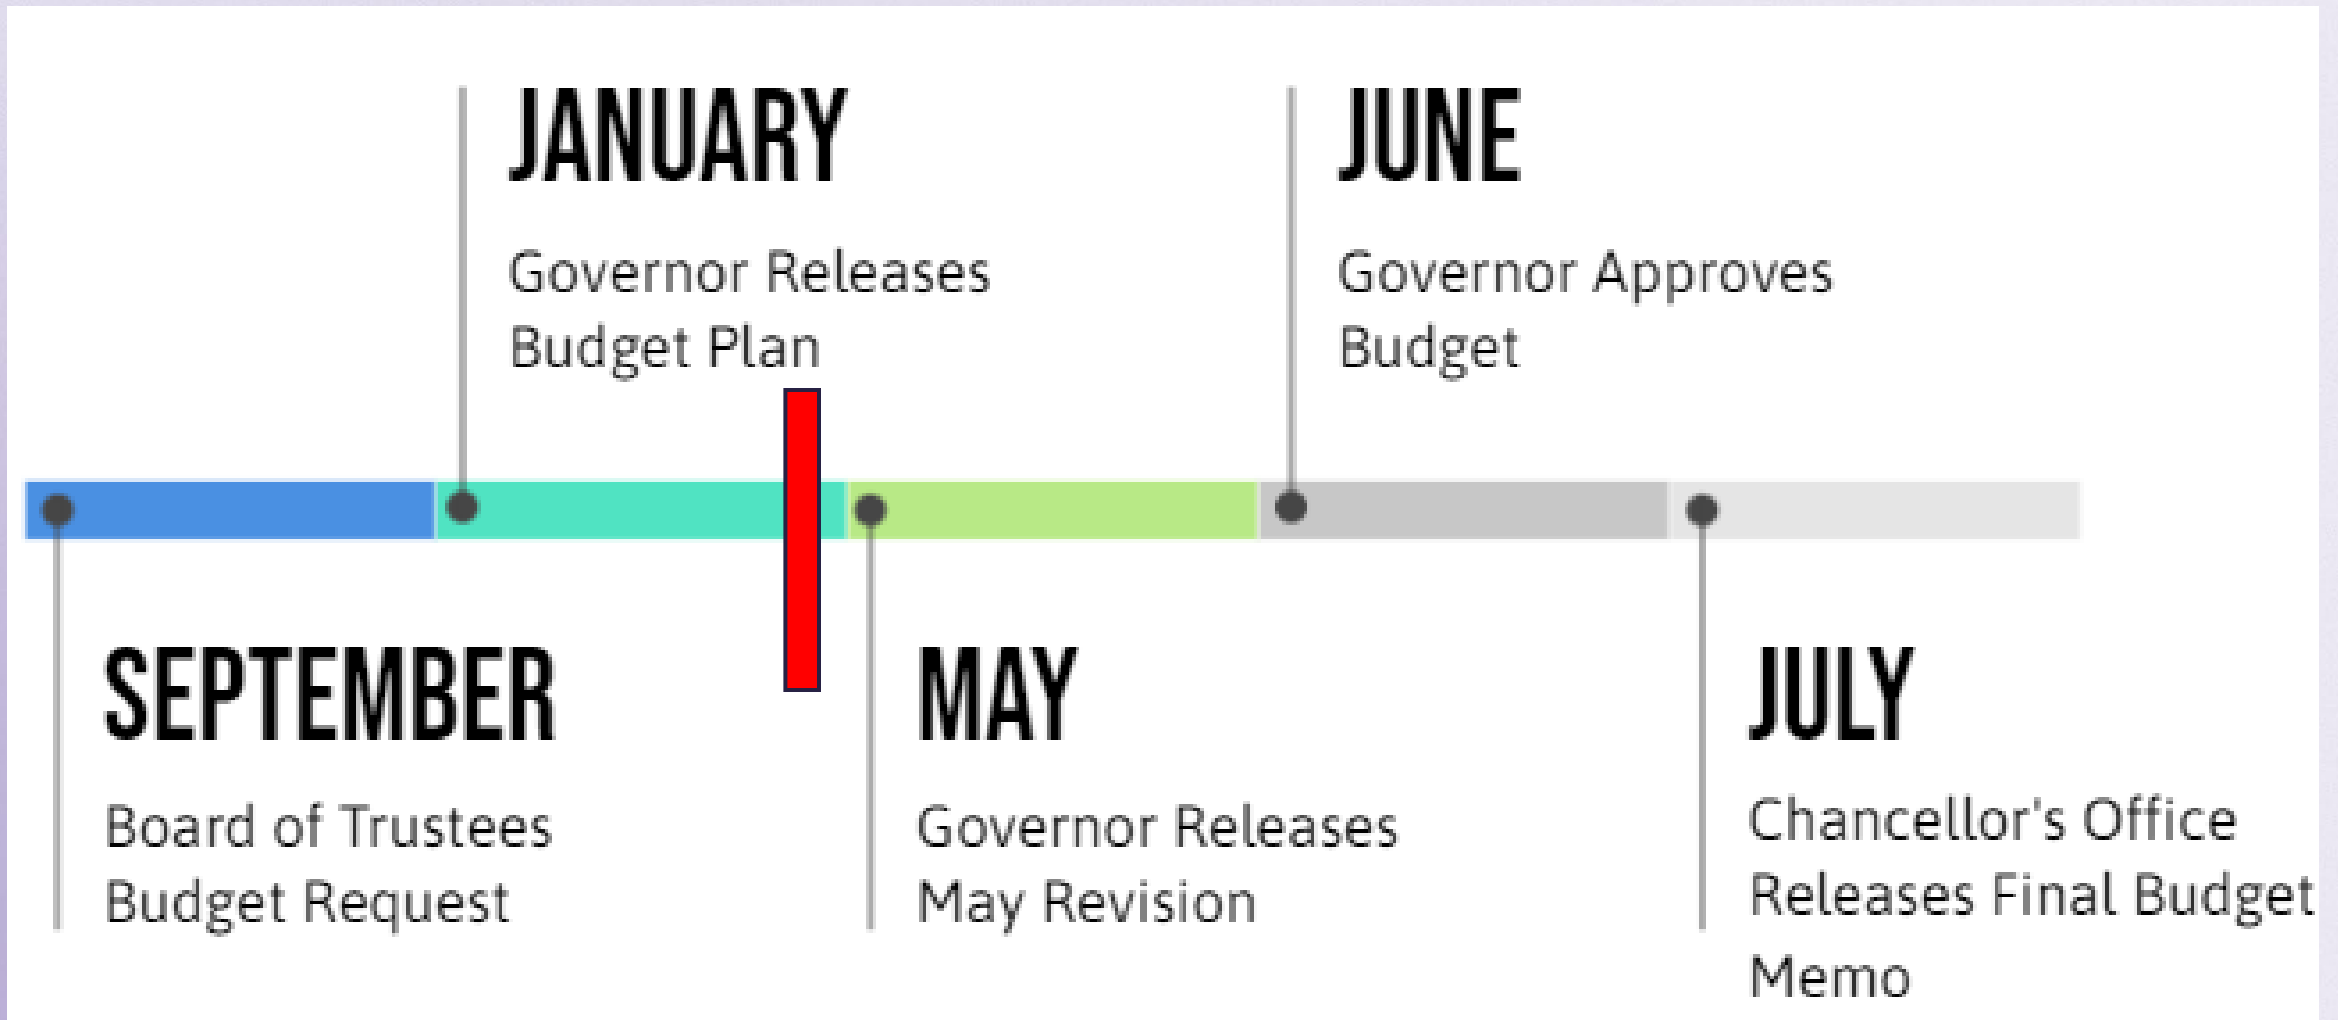 JANUARY
Governor Releases
Budget Plan
JUNE
Governor Approves
Budget
SEPTEMBER
Board of Trustees
Budget Request
MAY
Governor Releases
May Revision
JULY
Chancellor's Office
Releases Final Budget
Memo